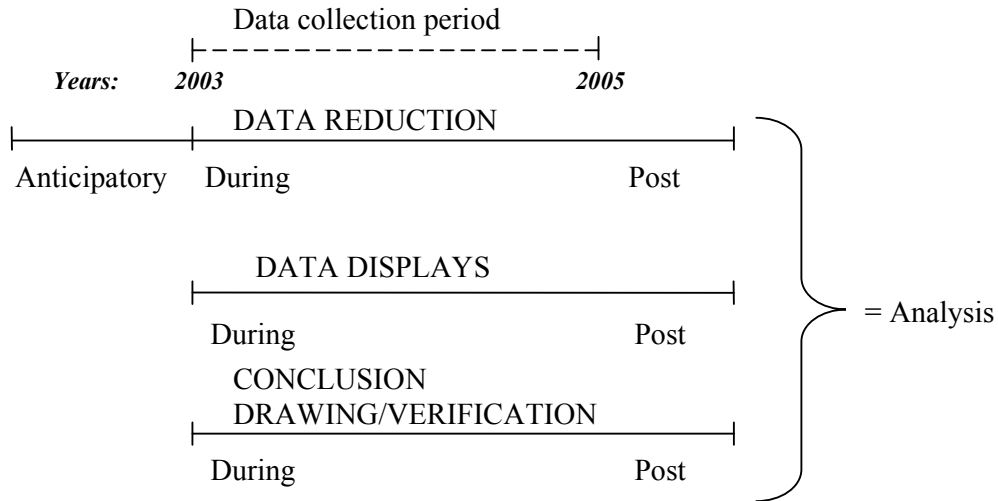 Data collection period
Years: 2003 2005
DATA REDUCTION
Anticipatory During Post
DATA DISPLAYS
During Post
= Analysis
CONCLUSION
DRAWING/VERIFICATION
During Post